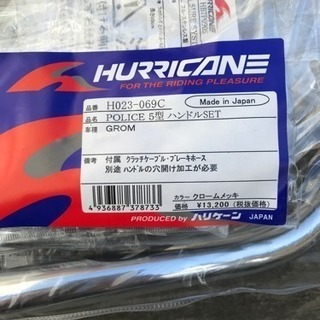 HURRICANE
FOR THE RIDING PLEASURE
品番 H023-069C
Made in Japan
品名 POLICE 5型 ハンドルSET
車種 GROM
備考 付属 クラッチケーブル・ブレーキホース
別途 ハンドルの穴開け加工が必要
カラー クロームメッキ
価格 ¥13,200 (税抜価格)
4 936887 378733
PRODUCED by ハリケーン JAPAN